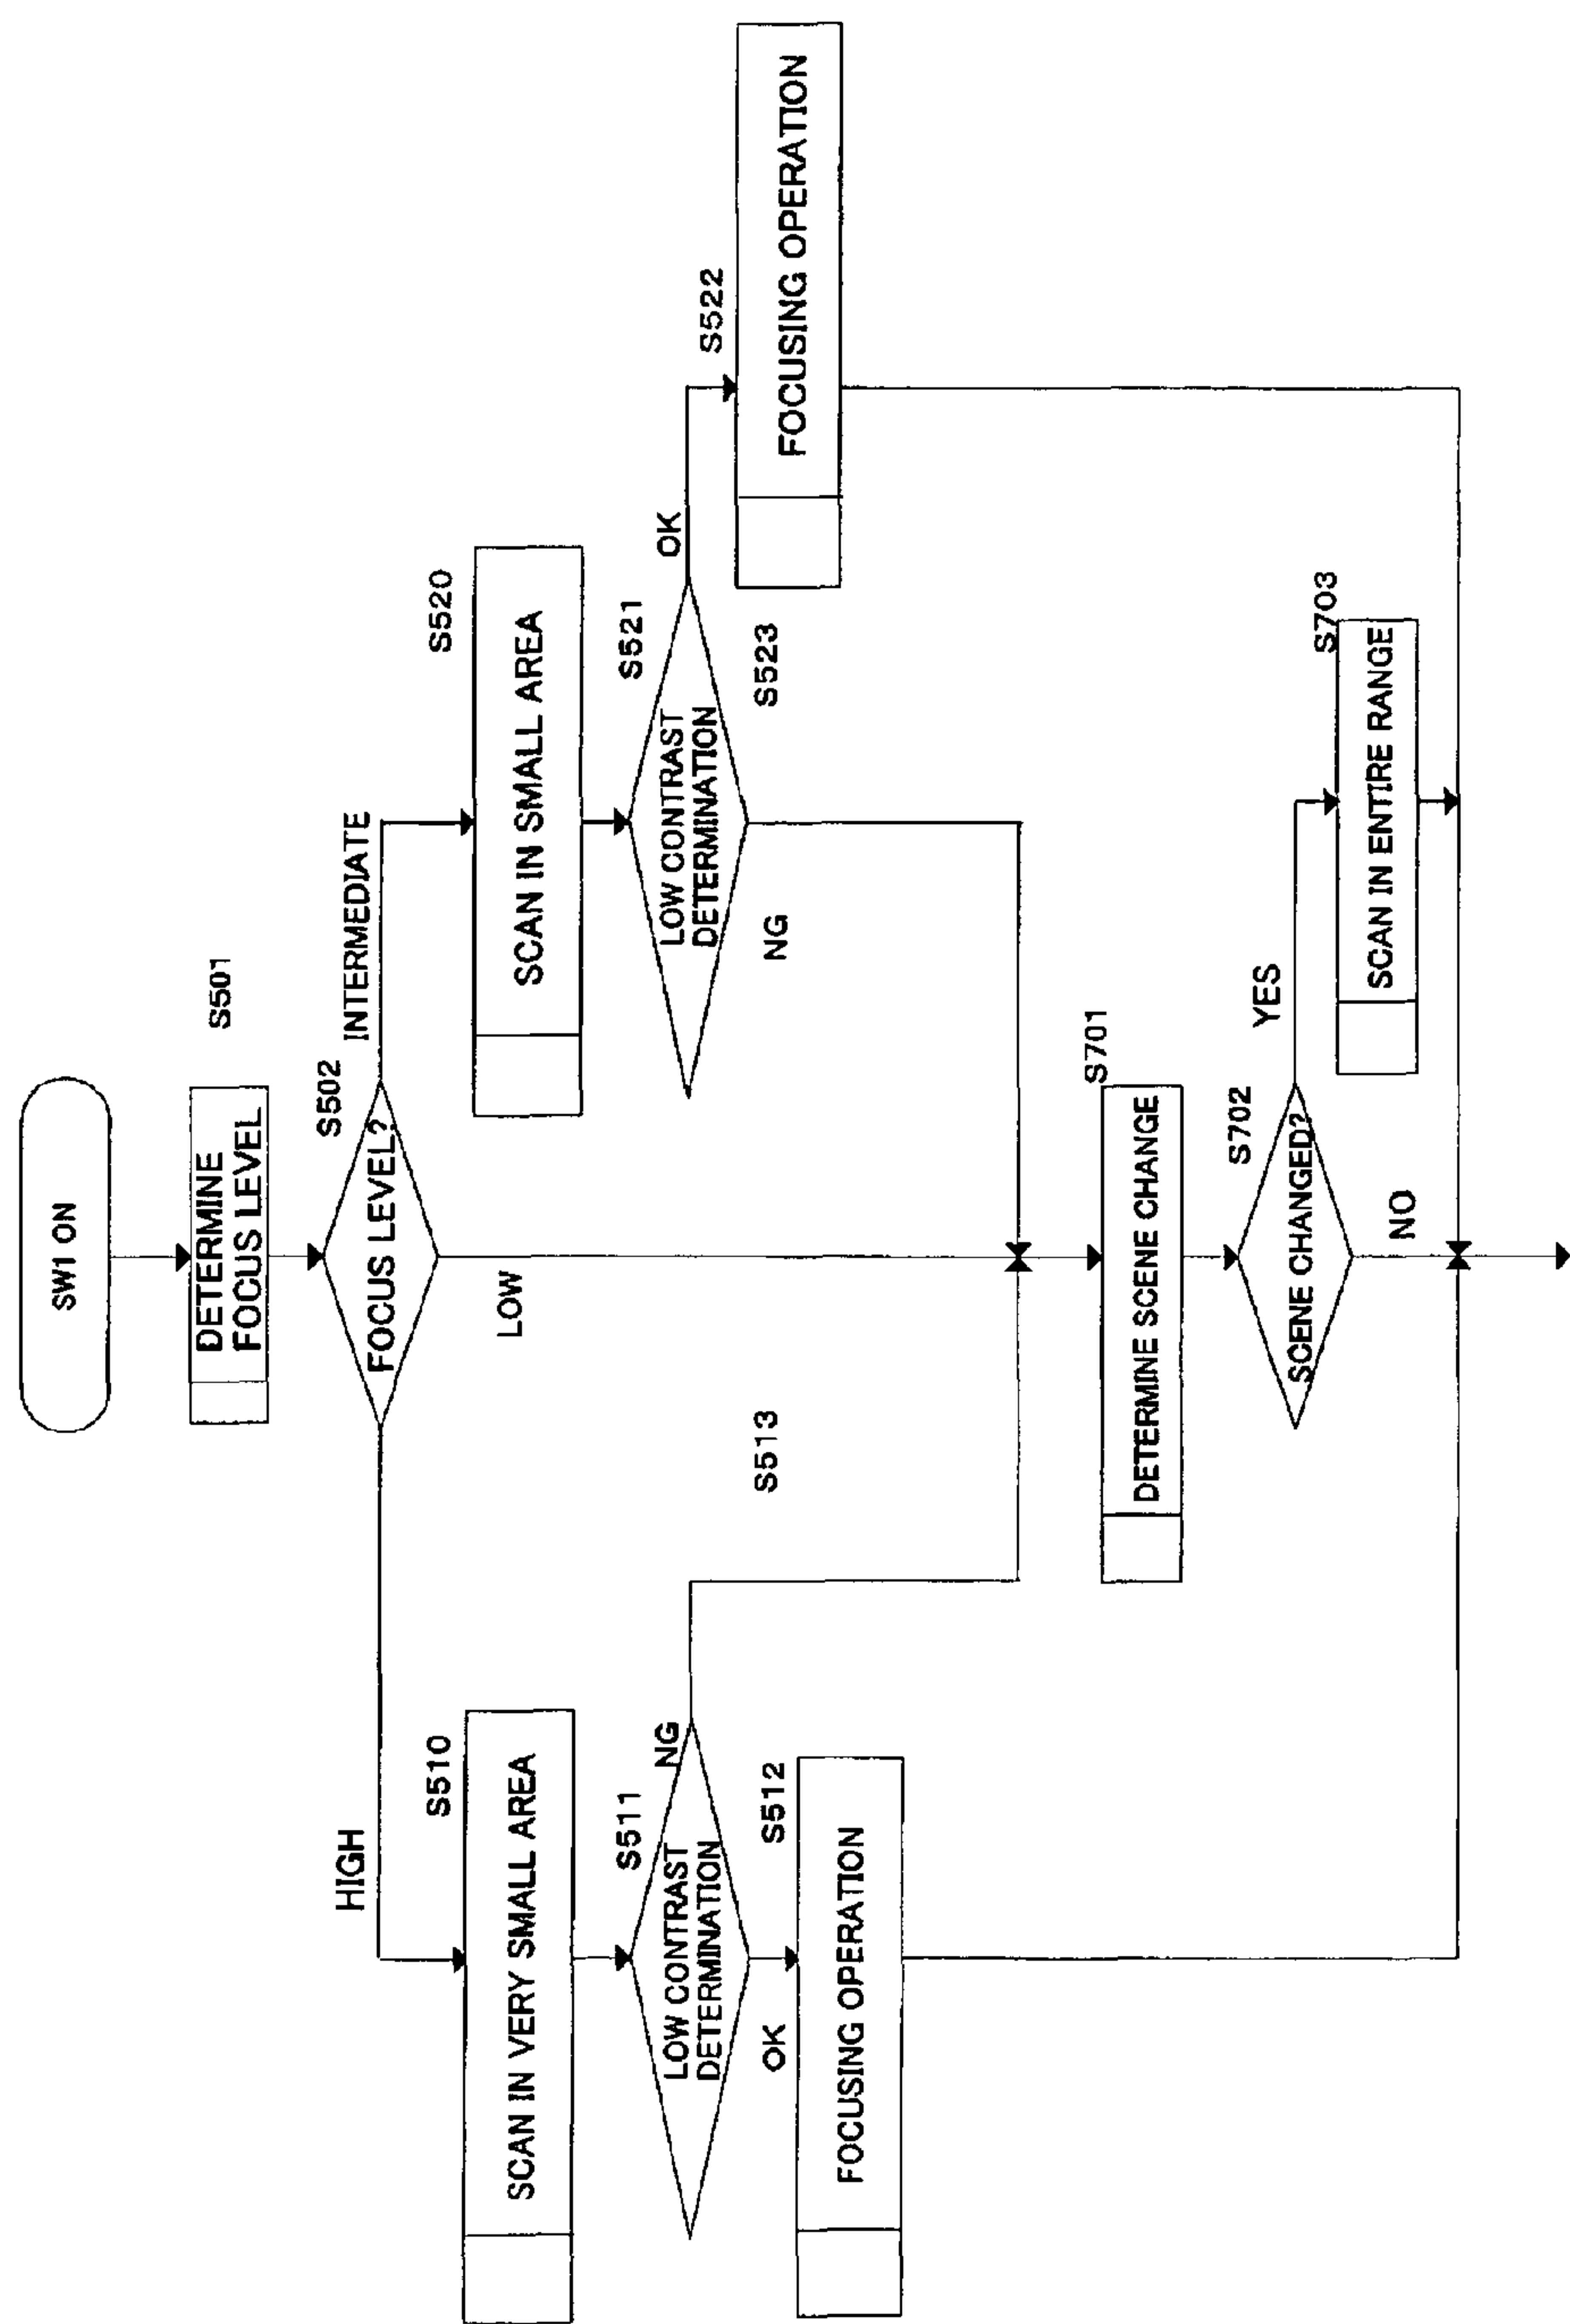 SW1 ON
S501
DETERMINE
FOCUS LEVEL
S502
FOCUS LEVEL?
HIGH
INTERMEDIATE
LOW
S510
SCAN IN VERY SMALL AREA
S520
SCAN IN SMALL AREA
S511
LOW CONTRAST
DETERMINATION
NG
S521
LOW CONTRAST
DETERMINATION
OK
OK
S512
S513
NG
S523
S522
FOCUSING OPERATION
FOCUSING OPERATION
S701
DETERMINE SCENE CHANGE
S702
SCENE CHANGED?
YES
S703
SCAN IN ENTIRE RANGE
NO